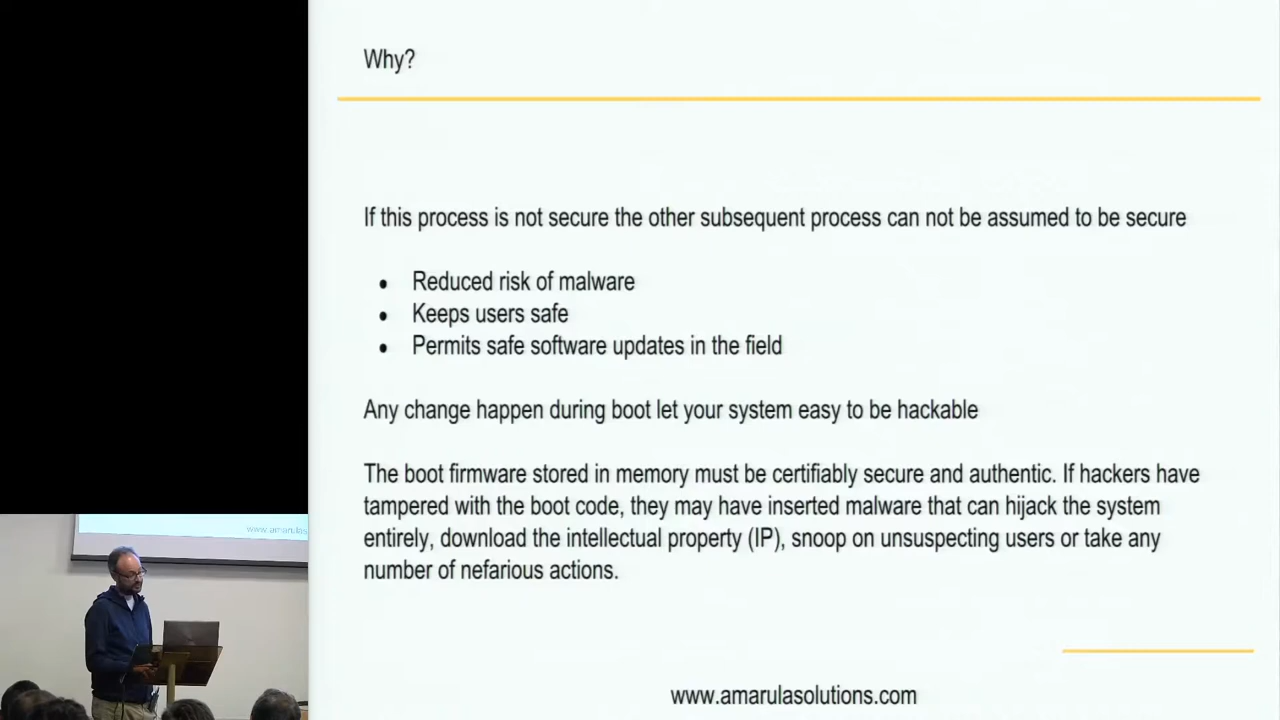 Why?
If this process is not secure the other subsequent process can not be assumed to be secure
• Reduced risk of malware
• Keeps users safe
• Permits safe software updates in the field
Any change happen during boot let your system easy to be hackable
The boot firmware stored in memory must be certifiably secure and authentic. If hackers have
tampered with the boot code, they may have inserted malware that can hijack the system
entirely, download the intellectual property (IP), snoop on unsuspecting users or take any
number of nefarious actions.
www.amarulasolutions.com
www.amarulas